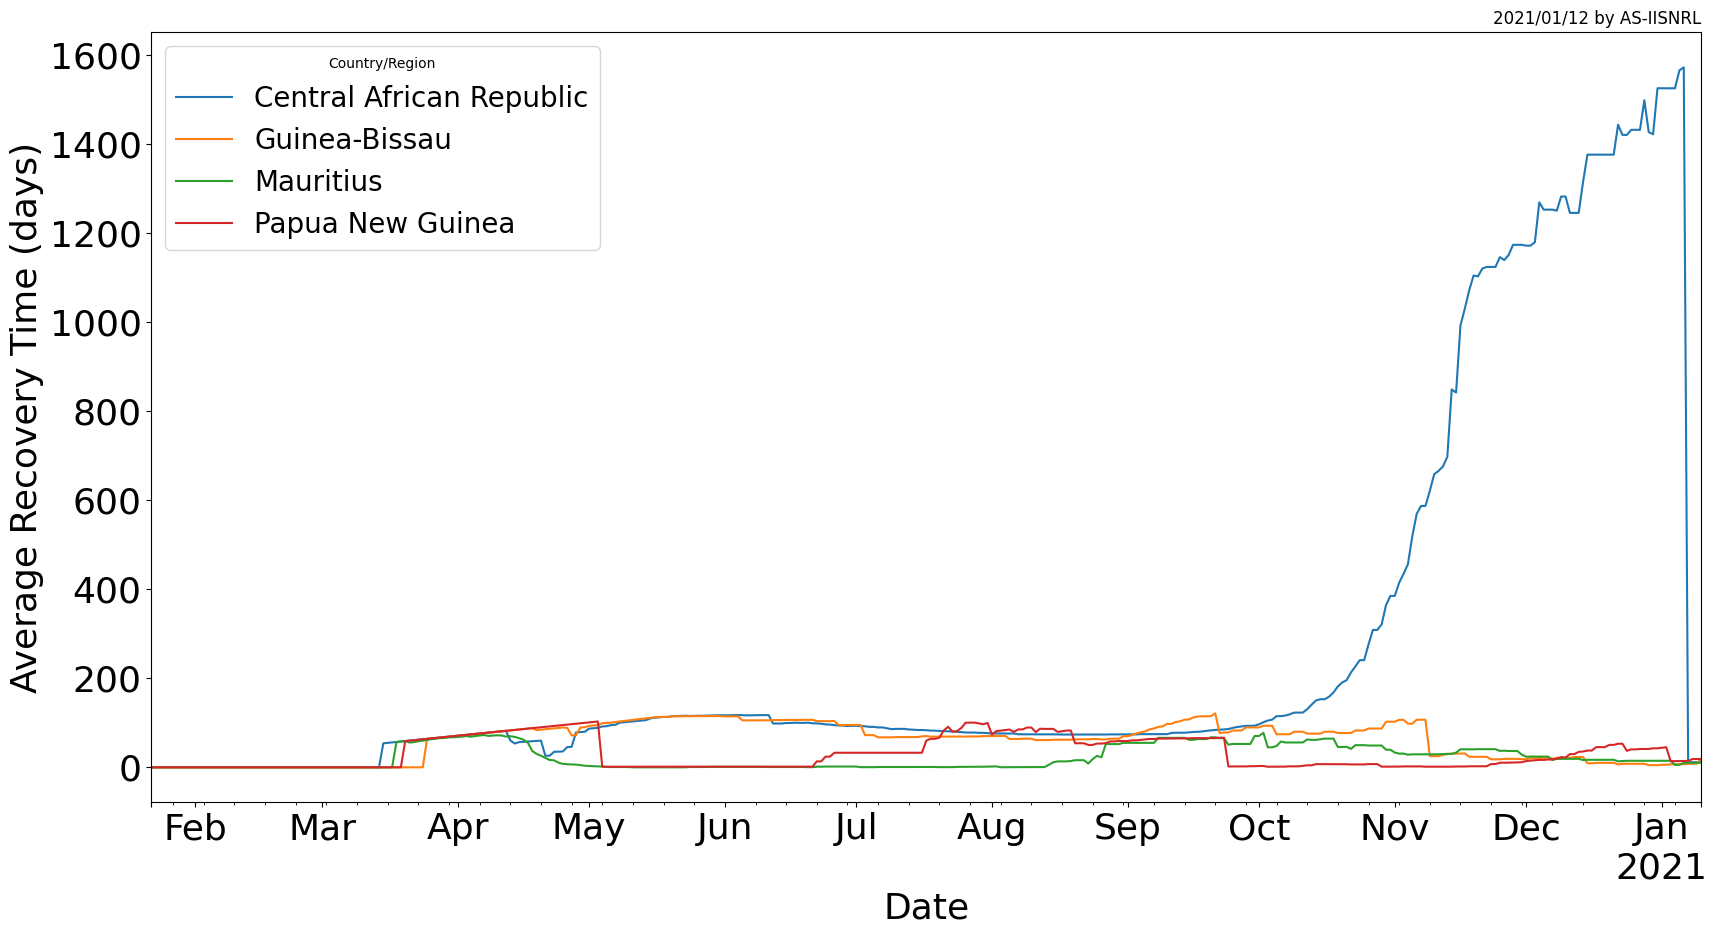 2021/01/12 by AS-IISNRL
Country/Region
Central African Republic
Guinea-Bissau
Mauritius
Papua New Guinea
Average Recovery Time (days)
1600
1400
1200
1000
800
600
400
200
0
Feb Mar Apr May Jun Jul Aug Sep Oct Nov Dec Jan
2021
Date